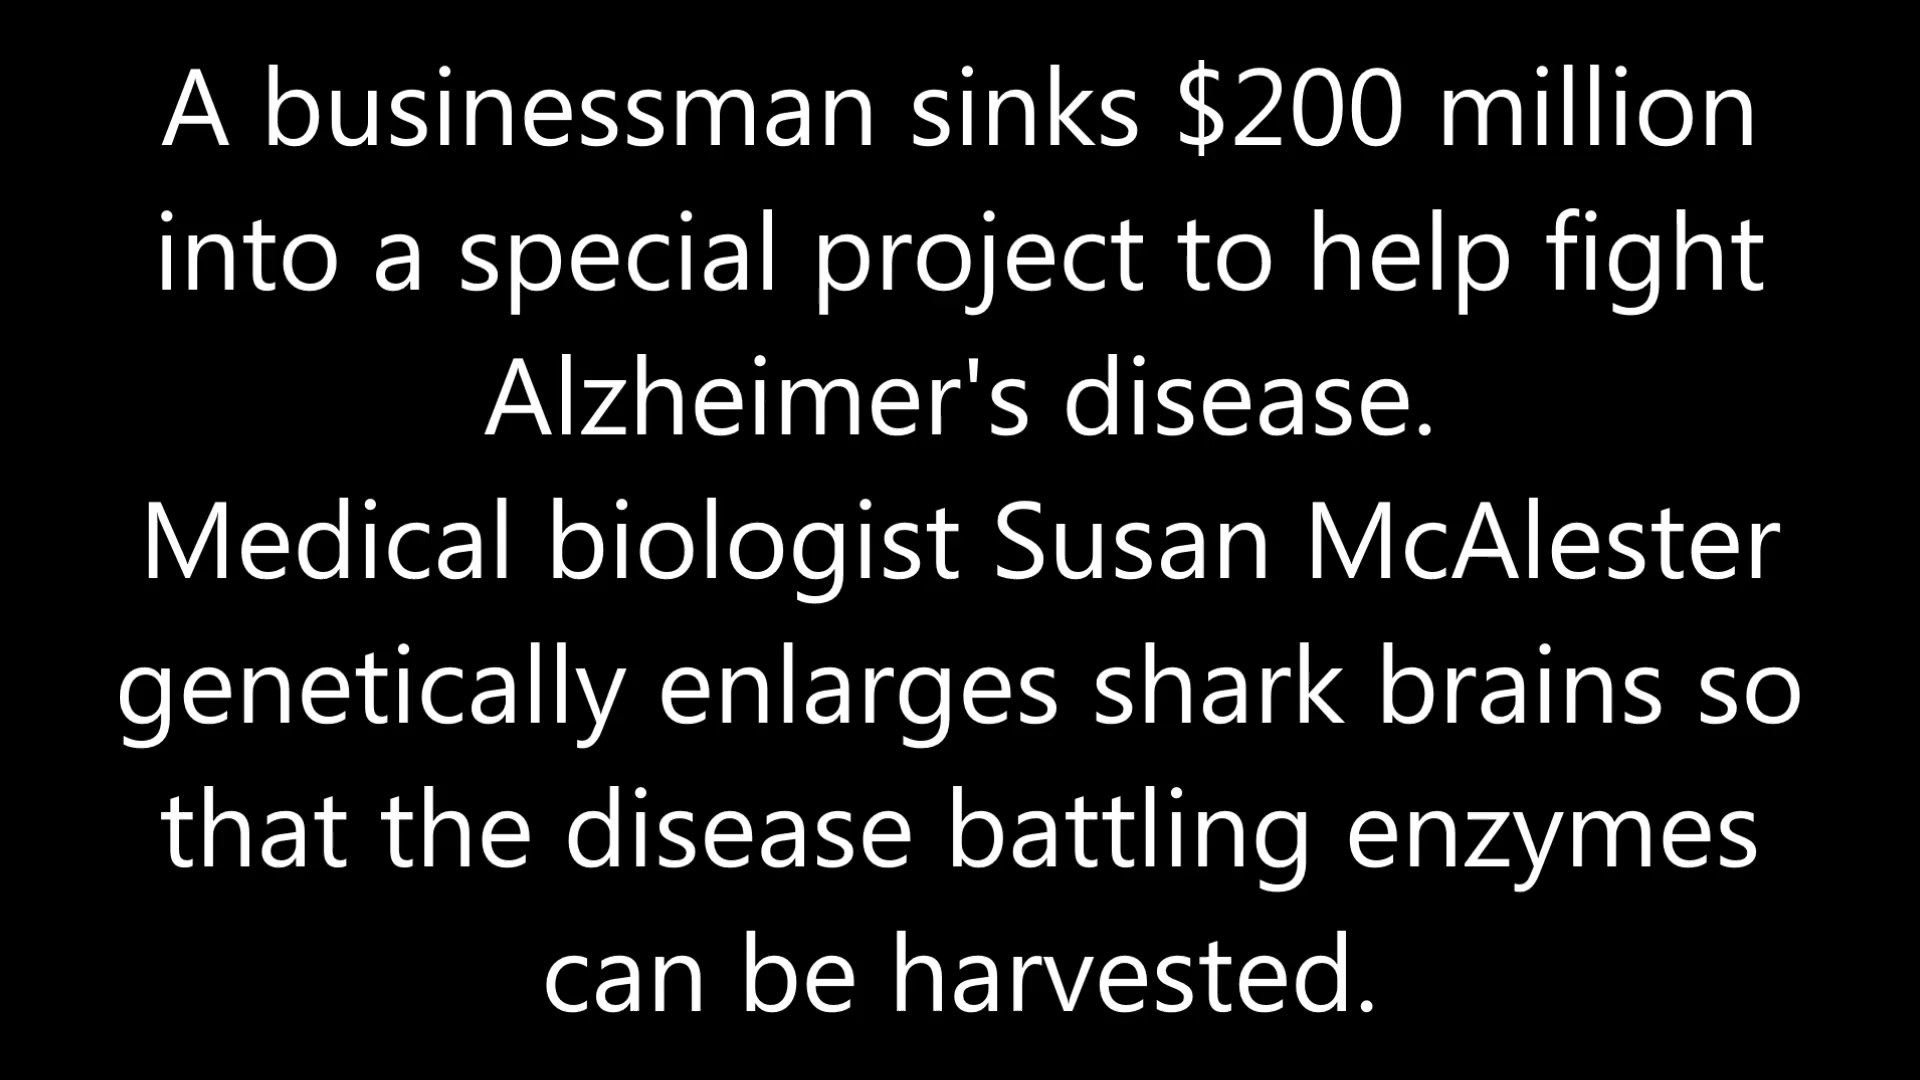 A businessman sinks $200 million
into a special project to help fight
Alzheimer's disease.
Medical biologist Susan McAlester
genetically enlarges shark brains so
that the disease battling enzymes
can be harvested.